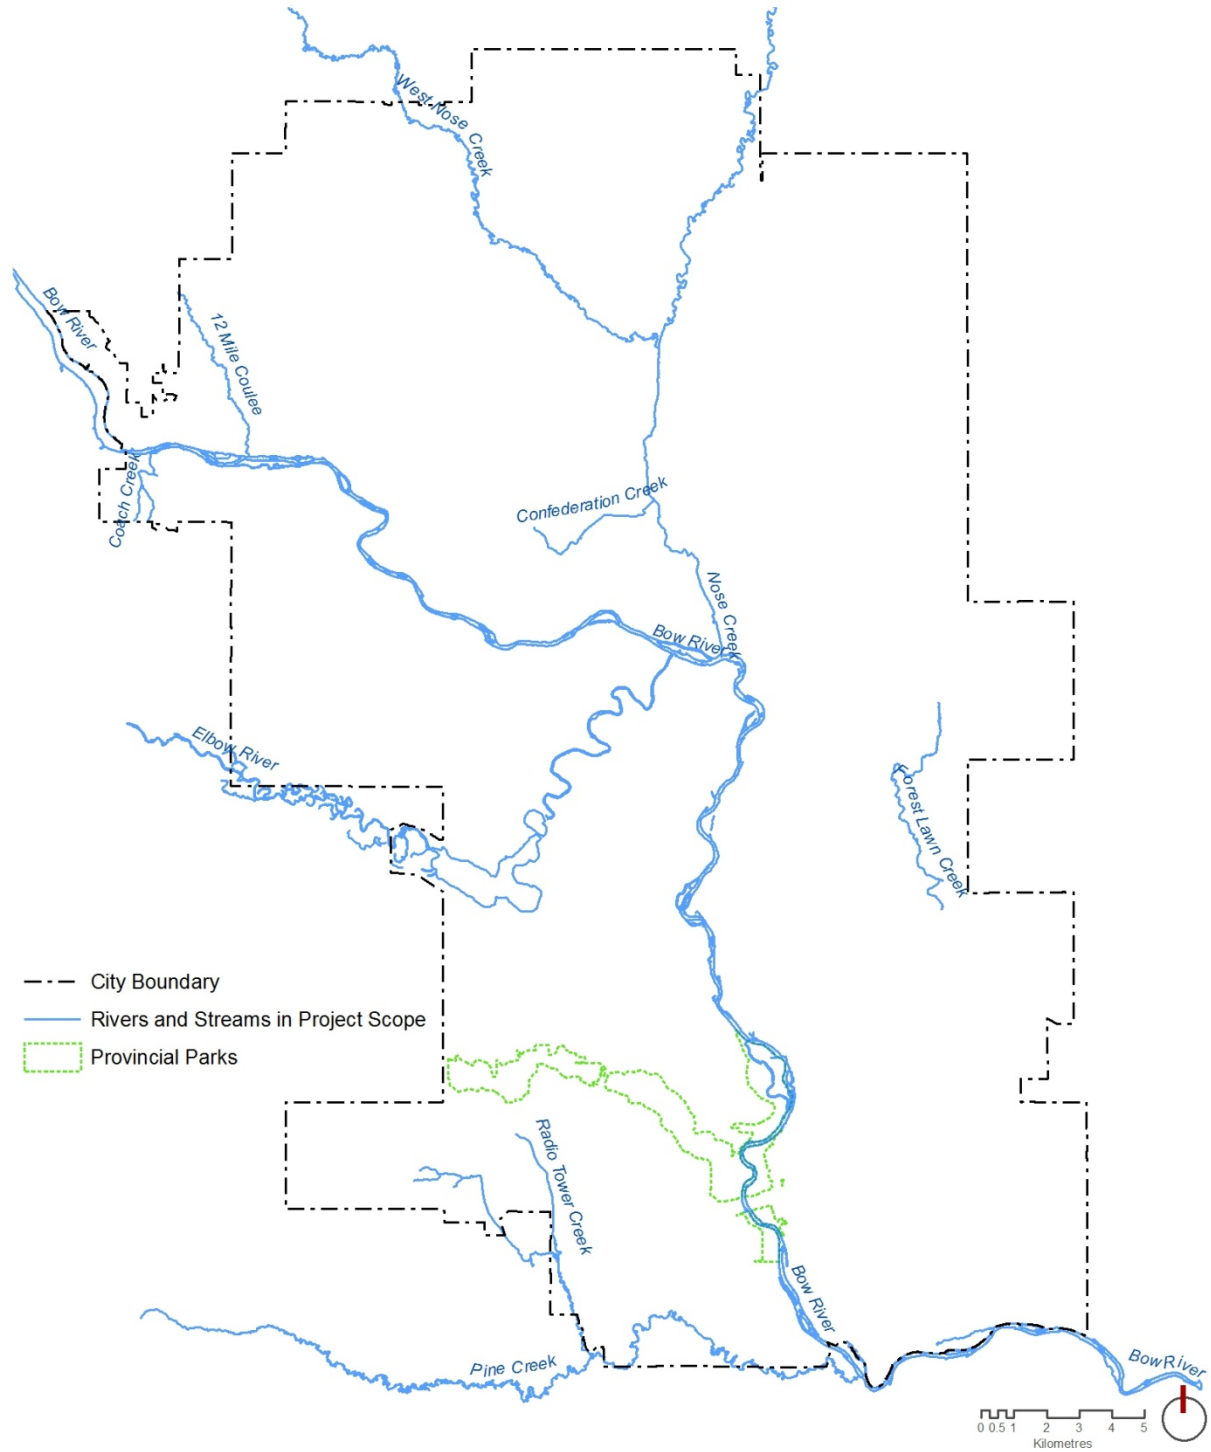 West Nose Creek
Bow River
12 Mile Coulee
Coach Creek
Confederation Creek
Nose Creek
Bow River
Elbow River
Forest Lawn Creek
City Boundary
Rivers and Streams in Project Scope
Provincial Parks
Radio Tower Creek
Bow River
Pine Creek
Bow River
0 0.5 1 2 3 4 5
Kilometres